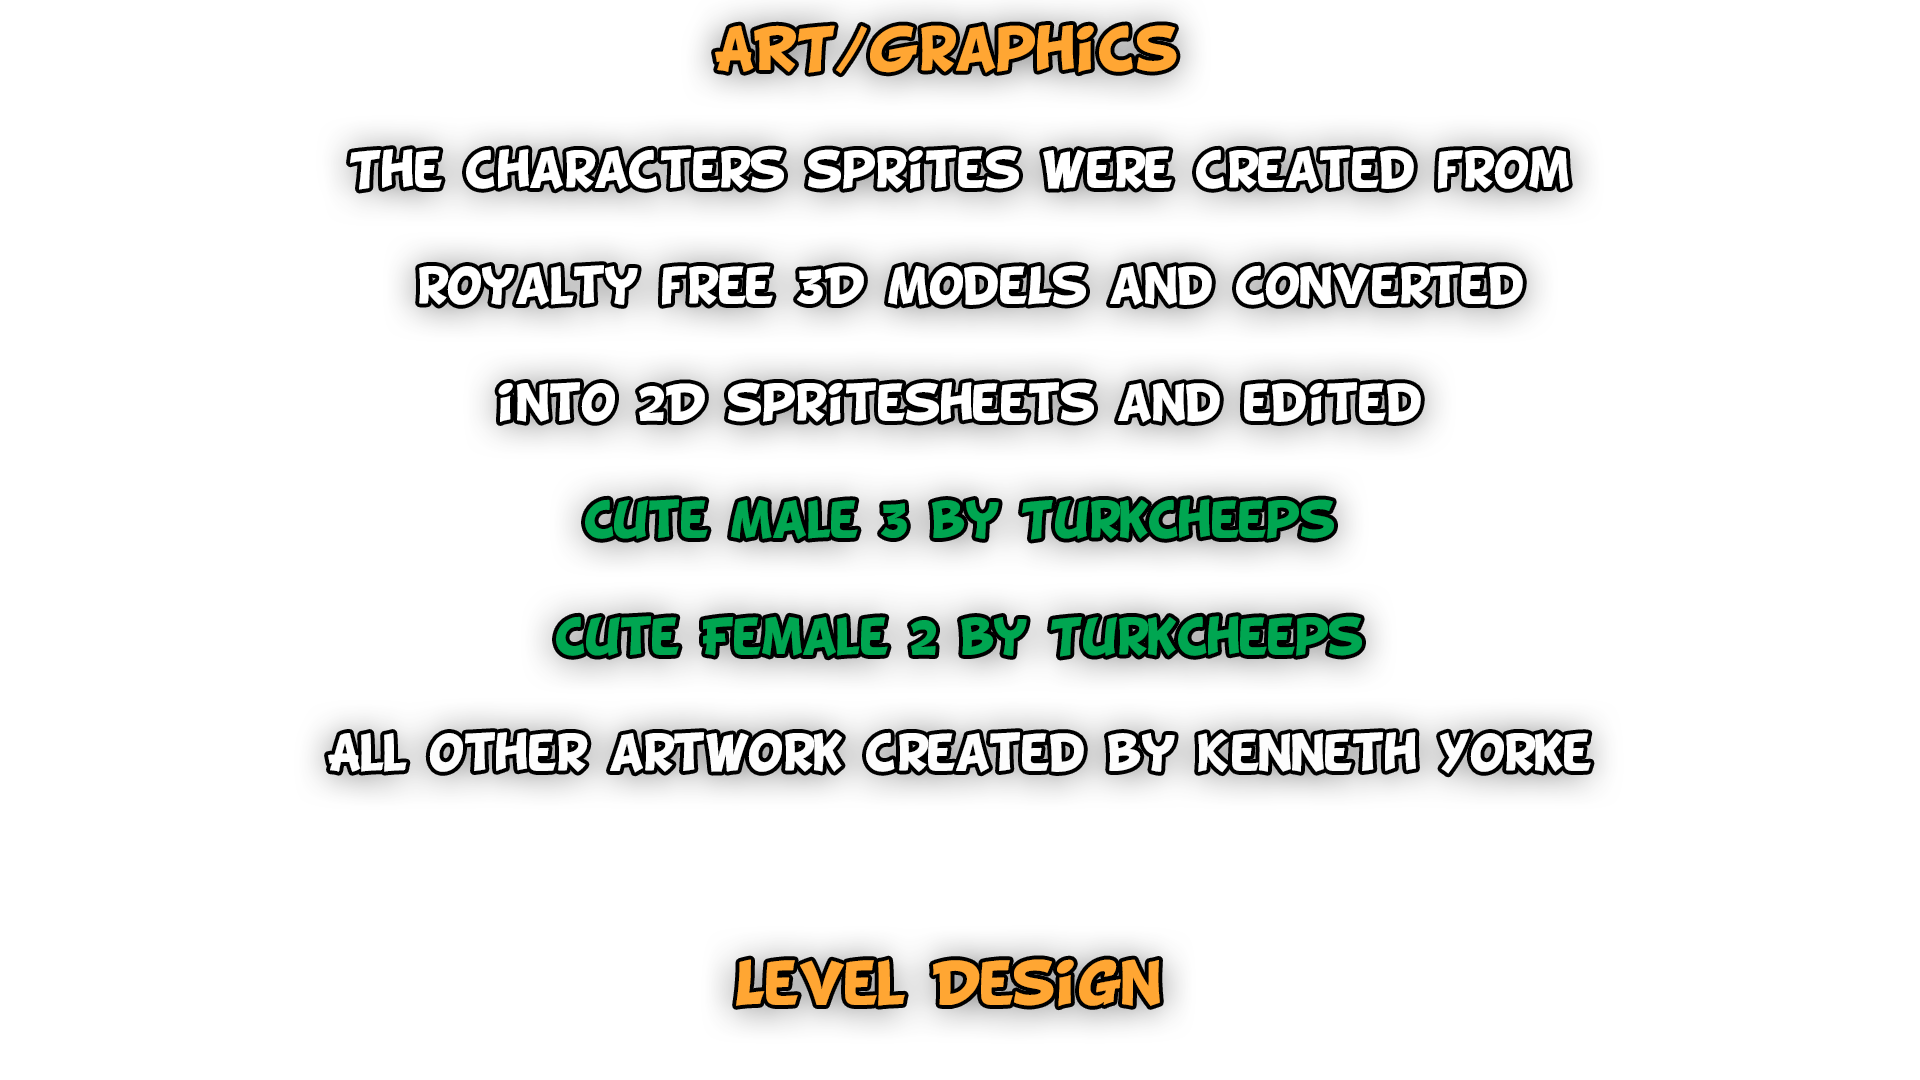 ART/GRAPHiCS
THE CHARACTERS SPRiTES WERE CREATED FROM
ROYALTY FREE 3D MODELS AND CONVERTED
iNTO 2D SPRiTESHEETS AND EDiTED
CUTE MALE 3 BY TURKCHEEPS
CUTE FEMALE 2 BY TURKCHEEPS
ALL OTHER ARTWORK CREATED BY KENNETH YORKE
LEVEL DESiGN